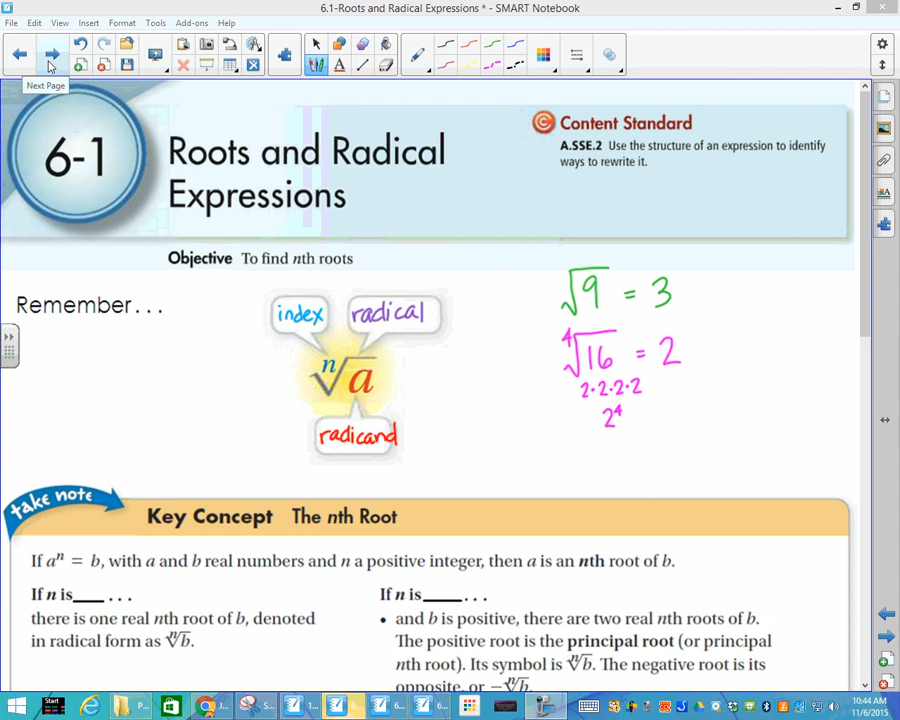 6.1-Roots and Radical Expressions * - SMART Notebook
File Edit View Insert Format Tools Add-ons Help
Next Page
6-1
Roots and Radical
Expressions
Content Standard
A.SSE.2 Use the structure of an expression to identify
ways to rewrite it.
Objective To find nth roots
Remember...
index
radical
ⁿ√a
radicand
√9 = 3
⁴√16 = 2
2·2·2·2
2⁴
take note
Key Concept The nth Root
If aⁿ = b, with a and b real numbers and n a positive integer, then a is an nth root of b.
If n is____ ...
there is one real nth root of b, denoted
in radical form as ⁿ√b.
If n is_____ ...
• and b is positive, there are two real nth roots of b.
The positive root is the principal root (or principal
nth root). Its symbol is ⁿ√b. The negative root is its
opposite, or −ⁿ√b.
Start
10:44 AM
11/6/2015